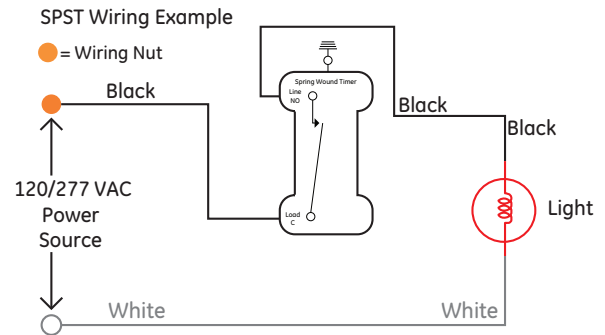 SPST Wiring Example
= Wiring Nut
Black
Spring Wound Timer
Line
NO
Black
Black
120/277 VAC
Power
Source
Load
C
Light
White
White